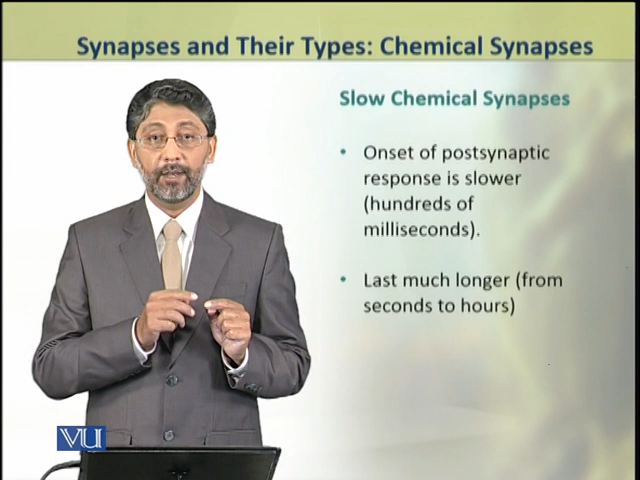 Synapses and Their Types: Chemical Synapses
Slow Chemical Synapses
• Onset of postsynaptic
response is slower
(hundreds of
milliseconds).
• Last much longer (from
seconds to hours)
VU